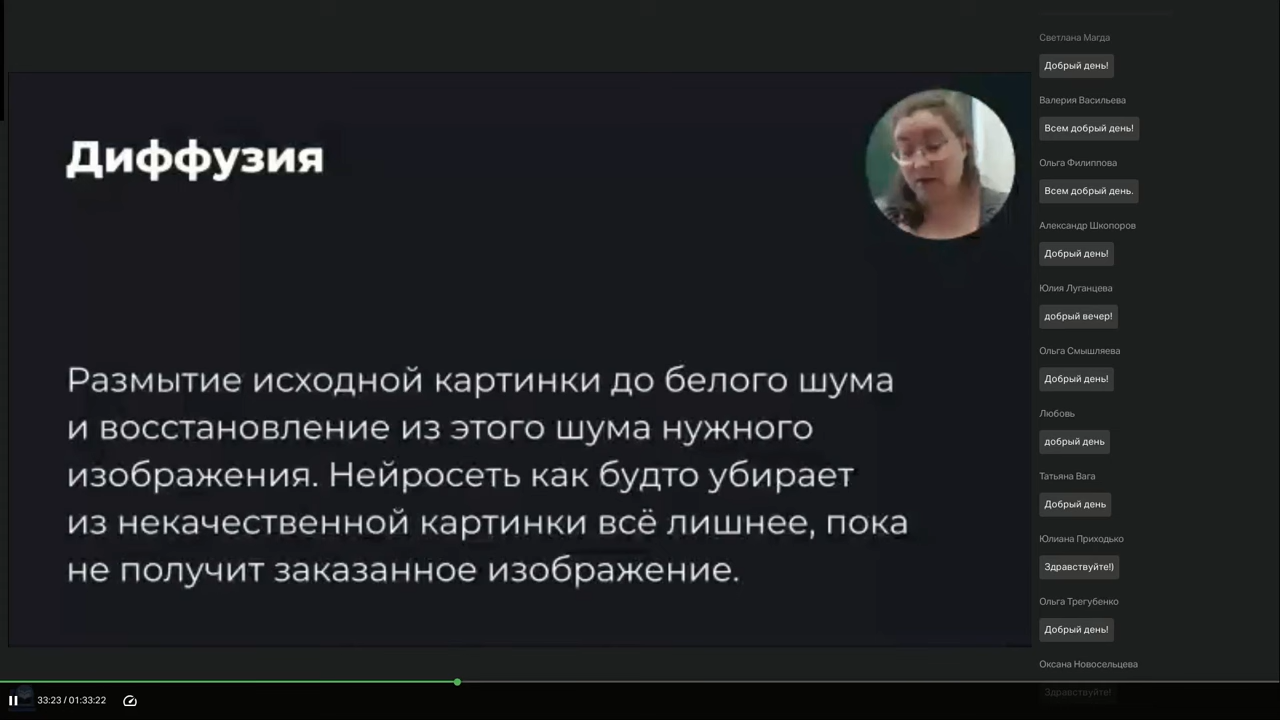 Диффузия
Размытие исходной картинки до белого шума
и восстановление из этого шума нужного
изображения. Нейросеть как будто убирает
из некачественной картинки всё лишнее, пока
не получит заказанное изображение.
Светлана Магда
Добрый день!
Валерия Васильева
Всем добрый день!
Ольга Филиппова
Всем добрый день.
Александр Шкопоров
Добрый день!
Юлия Луганцева
добрый вечер!
Ольга Смышляева
Добрый день!
Любовь
добрый день
Татьяна Вага
Добрый день
Юлиана Приходько
Здравствуйте!)
Ольга Трегубенко
Добрый день!
Оксана Новосельцева
Здравствуйте!
33:23 / 01:33:22